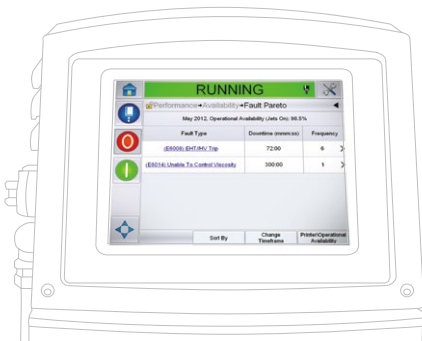 RUNNING
Performance→Availability→Fault Pareto
May 2012, Operational Availability (Jets On): 98.5%
Fault Type Downtime (mmm:ss) Frequency
(E6008) EHT/HV Trip 72:00 6
(E6014) Unable To Control Viscosity 300:00 1
Sort By Change Timeframe Printer\Operational Availability